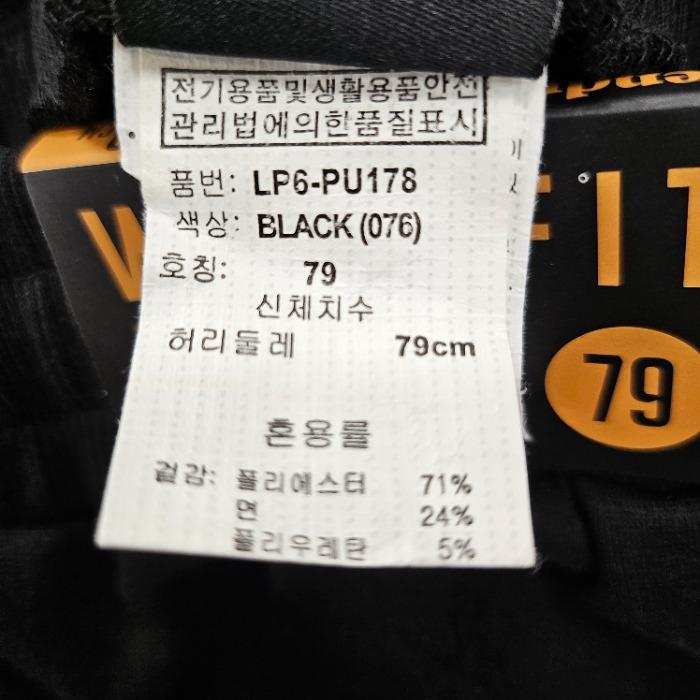 전기용품및생활용품안전
관리법에의한품질표시
품번: LP6-PU178
색상: BLACK (076)
호칭: 79
신체치수
허리둘레 79cm
혼용률
겉감: 폴리에스터 71%
면 24%
폴리우레탄 5%
FIT
79